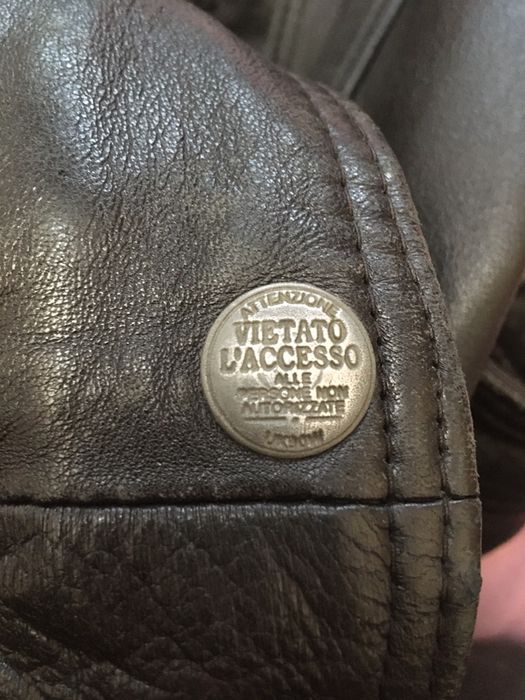 ATTENZIONE
VIETATO
L'ACCESSO
ALLE
PERSONE NON
AUTORIZZATE